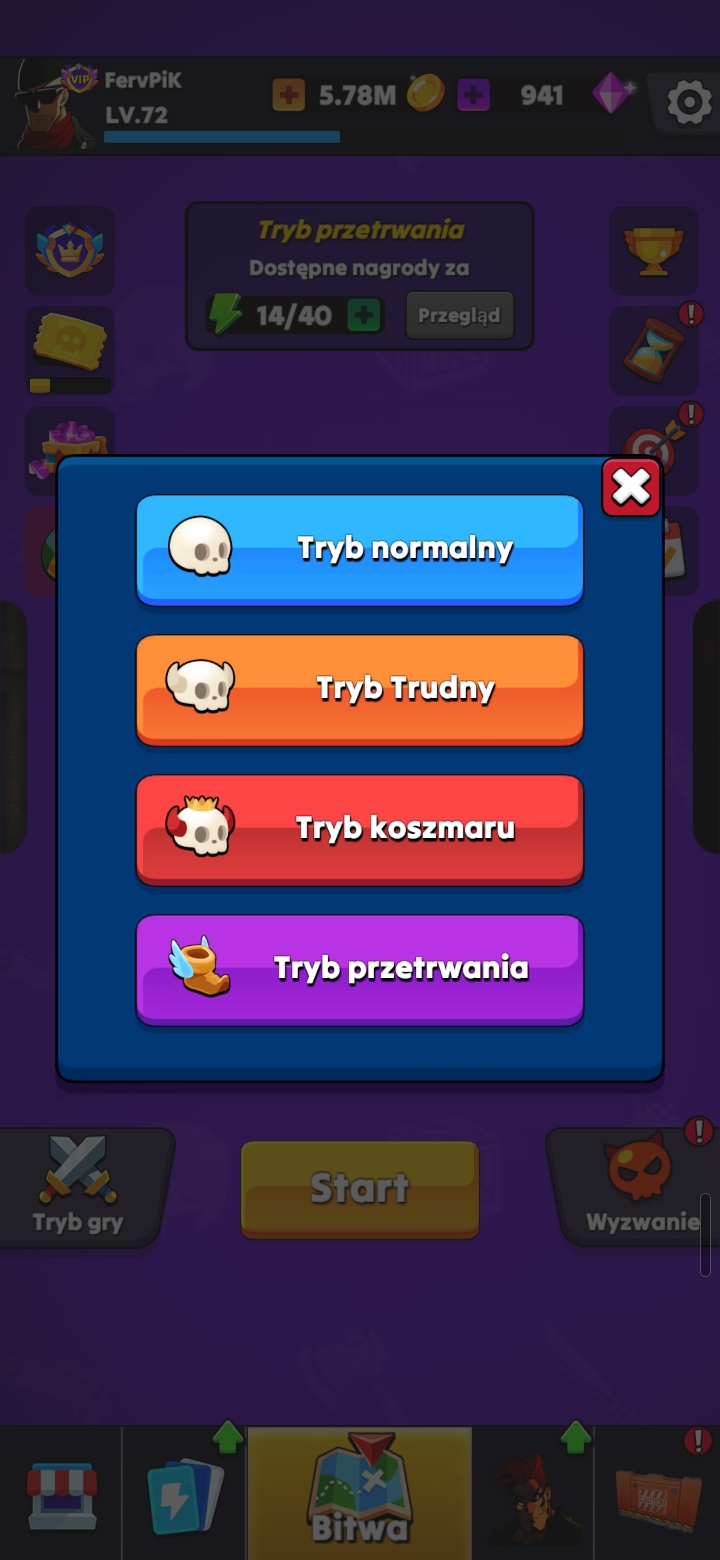 VIP
FervPiK
LV.72
5.78M
941
Tryb przetrwania
Dostępne nagrody za
14/40
Przegląd
Tryb normalny
Tryb Trudny
Tryb koszmaru
Tryb przetrwania
Tryb gry
Start
Wyzwanie
Bitwa